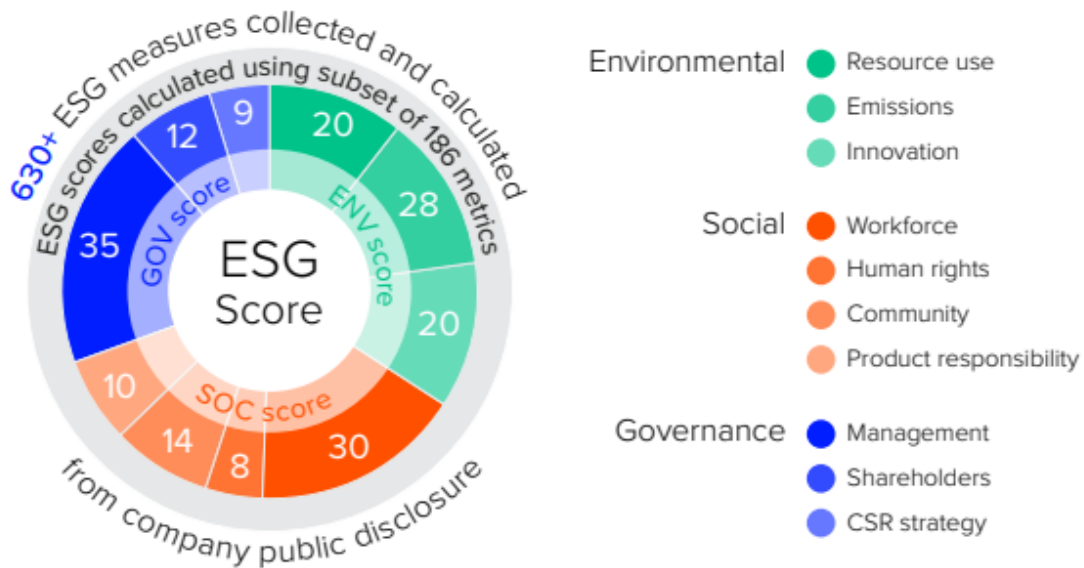 630+ ESG measures collected and calculated
ESG scores calculated using subset of 186 metrics
9
20
28
20
30
8
14
10
35
12
GOV score
ENV score
SOC score
ESG
Score
from company public disclosure
Environmental
Resource use
Emissions
Innovation
Social
Workforce
Human rights
Community
Product responsibility
Governance
Management
Shareholders
CSR strategy